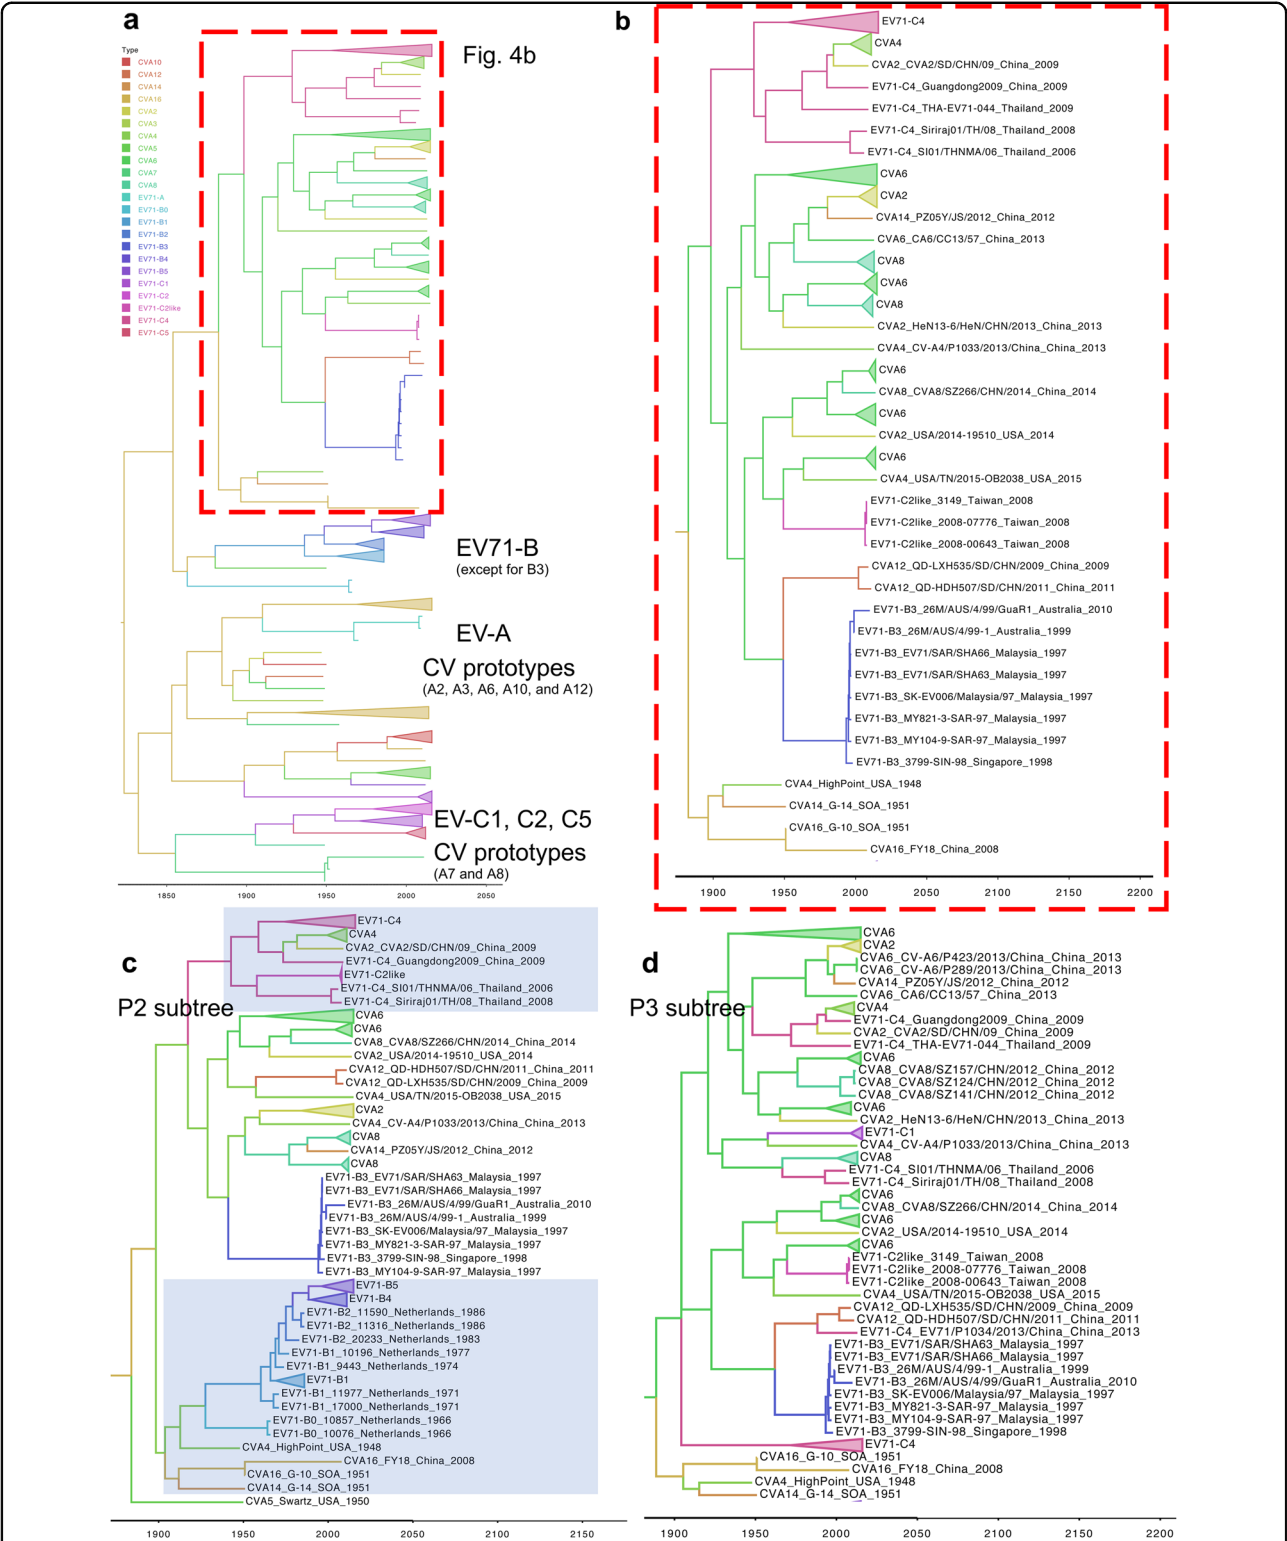 a
Fig. 4b
Type
CVA10
CVA12
CVA14
CVA16
CVA2
CVA3
CVA4
CVA5
CVA6
CVA7
CVA8
EV71-A
EV71-B0
EV71-B1
EV71-B2
EV71-B3
EV71-B4
EV71-B5
EV71-C1
EV71-C2
EV71-C2like
EV71-C4
EV71-C5
EV71-B
(except for B3)
EV-A
CV prototypes
(A2, A3, A6, A10, and A12)
EV-C1, C2, C5
CV prototypes
(A7 and A8)
1850 1900 1950 2000 2050
b
EV71-C4
CVA4
CVA2_CVA2/SD/CHN/09_China_2009
EV71-C4_Guangdong2009_China_2009
EV71-C4_THA-EV71-044_Thailand_2009
EV71-C4_Siriraj01/TH/08_Thailand_2008
EV71-C4_SI01/THNMA/06_Thailand_2006
CVA6
CVA2
CVA14_PZ05Y/JS/2012_China_2012
CVA6_CA6/CC13/57_China_2013
CVA8
CVA6
CVA8
CVA2_HeN13-6/HeN/CHN/2013_China_2013
CVA4_CV-A4/P1033/2013/China_China_2013
CVA6
CVA8_CVA8/SZ266/CHN/2014_China_2014
CVA6
CVA2_USA/2014-19510_USA_2014
CVA6
CVA4_USA/TN/2015-OB2038_USA_2015
EV71-C2like_3149_Taiwan_2008
EV71-C2like_2008-07776_Taiwan_2008
EV71-C2like_2008-00643_Taiwan_2008
CVA12_QD-LXH535/SD/CHN/2009_China_2009
CVA12_QD-HDH507/SD/CHN/2011_China_2011
EV71-B3_26M/AUS/4/99/GuaR1_Australia_2010
EV71-B3_26M/AUS/4/99-1_Australia_1999
EV71-B3_EV71/SAR/SHA66_Malaysia_1997
EV71-B3_EV71/SAR/SHA63_Malaysia_1997
EV71-B3_SK-EV006/Malaysia/97_Malaysia_1997
EV71-B3_MY821-3-SAR-97_Malaysia_1997
EV71-B3_MY104-9-SAR-97_Malaysia_1997
EV71-B3_3799-SIN-98_Singapore_1998
CVA4_HighPoint_USA_1948
CVA14_G-14_SOA_1951
CVA16_G-10_SOA_1951
CVA16_FY18_China_2008
1900 1950 2000 2050 2100 2150 2200
c
P2 subtree
EV71-C4
CVA4
CVA2_CVA2/SD/CHN/09_China_2009
EV71-C4_Guangdong2009_China_2009
EV71-C2like
EV71-C4_SI01/THNMA/06_Thailand_2006
EV71-C4_Siriraj01/TH/08_Thailand_2008
CVA6
CVA6
CVA8_CVA8/SZ266/CHN/2014_China_2014
CVA2_USA/2014-19510_USA_2014
CVA12_QD-HDH507/SD/CHN/2011_China_2011
CVA12_QD-LXH535/SD/CHN/2009_China_2009
CVA4_USA/TN/2015-OB2038_USA_2015
CVA2
CVA4_CV-A4/P1033/2013/China_China_2013
CVA8
CVA14_PZ05Y/JS/2012_China_2012
CVA8
EV71-B3_EV71/SAR/SHA63_Malaysia_1997
EV71-B3_EV71/SAR/SHA66_Malaysia_1997
EV71-B3_26M/AUS/4/99/GuaR1_Australia_2010
EV71-B3_26M/AUS/4/99-1_Australia_1999
EV71-B3_SK-EV006/Malaysia/97_Malaysia_1997
EV71-B3_MY821-3-SAR-97_Malaysia_1997
EV71-B3_3799-SIN-98_Singapore_1998
EV71-B3_MY104-9-SAR-97_Malaysia_1997
EV71-B5
EV71-B4
EV71-B2_11590_Netherlands_1986
EV71-B2_11316_Netherlands_1986
EV71-B2_20233_Netherlands_1983
EV71-B1_10196_Netherlands_1977
EV71-B1_9443_Netherlands_1974
EV71-B1
EV71-B1_11977_Netherlands_1971
EV71-B1_17000_Netherlands_1971
EV71-B0_10857_Netherlands_1966
EV71-B0_10076_Netherlands_1966
CVA4_HighPoint_USA_1948
CVA16_FY18_China_2008
CVA16_G-10_SOA_1951
CVA14_G-14_SOA_1951
CVA5_Swartz_USA_1950
1900 1950 2000 2050 2100 2150
d
P3 subtree
CVA6
CVA2
CVA6_CV-A6/P423/2013/China_China_2013
CVA6_CV-A6/P289/2013/China_China_2013
CVA14_PZ05Y/JS/2012_China_2012
CVA6_CA6/CC13/57_China_2013
CVA4
EV71-C4_Guangdong2009_China_2009
CVA2_CVA2/SD/CHN/09_China_2009
EV71-C4_THA-EV71-044_Thailand_2009
CVA6
CVA8_CVA8/SZ157/CHN/2012_China_2012
CVA8_CVA8/SZ124/CHN/2012_China_2012
CVA8_CVA8/SZ141/CHN/2012_China_2012
CVA6
CVA2_HeN13-6/HeN/CHN/2013_China_2013
EV71-C1
CVA4_CV-A4/P1033/2013/China_China_2013
CVA8
EV71-C4_SI01/THNMA/06_Thailand_2006
EV71-C4_Siriraj01/TH/08_Thailand_2008
CVA6
CVA8_CVA8/SZ266/CHN/2014_China_2014
CVA6
CVA2_USA/2014-19510_USA_2014
CVA6
EV71-C2like_3149_Taiwan_2008
EV71-C2like_2008-07776_Taiwan_2008
EV71-C2like_2008-00643_Taiwan_2008
CVA4_USA/TN/2015-OB2038_USA_2015
CVA12_QD-LXH535/SD/CHN/2009_China_2009
CVA12_QD-HDH507/SD/CHN/2011_China_2011
EV71-C4_EV71/P1034/2013/China_China_2013
EV71-B3_EV71/SAR/SHA63_Malaysia_1997
EV71-B3_EV71/SAR/SHA66_Malaysia_1997
EV71-B3_26M/AUS/4/99-1_Australia_1999
EV71-B3_26M/AUS/4/99/GuaR1_Australia_2010
EV71-B3_SK-EV006/Malaysia/97_Malaysia_1997
EV71-B3_MY821-3-SAR-97_Malaysia_1997
EV71-B3_MY104-9-SAR-97_Malaysia_1997
EV71-B3_3799-SIN-98_Singapore_1998
EV71-C4
CVA16_G-10_SOA_1951
CVA16_FY18_China_2008
CVA4_HighPoint_USA_1948
CVA14_G-14_SOA_1951
1900 1950 2000 2050 2100 2150 2200